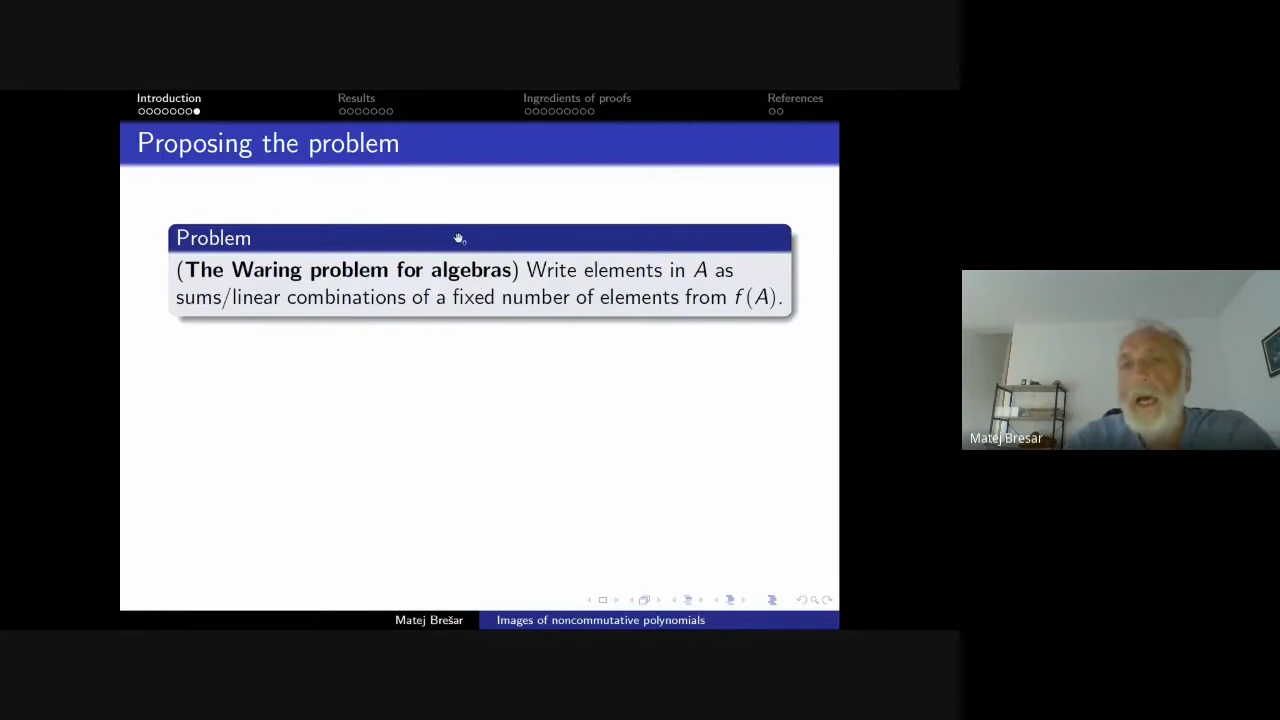 Introduction
Results
Ingredients of proofs
References
Proposing the problem
Problem
(The Waring problem for algebras) Write elements in A as
sums/linear combinations of a fixed number of elements from f(A).
Matej Bresar
Matej Brešar
Images of noncommutative polynomials